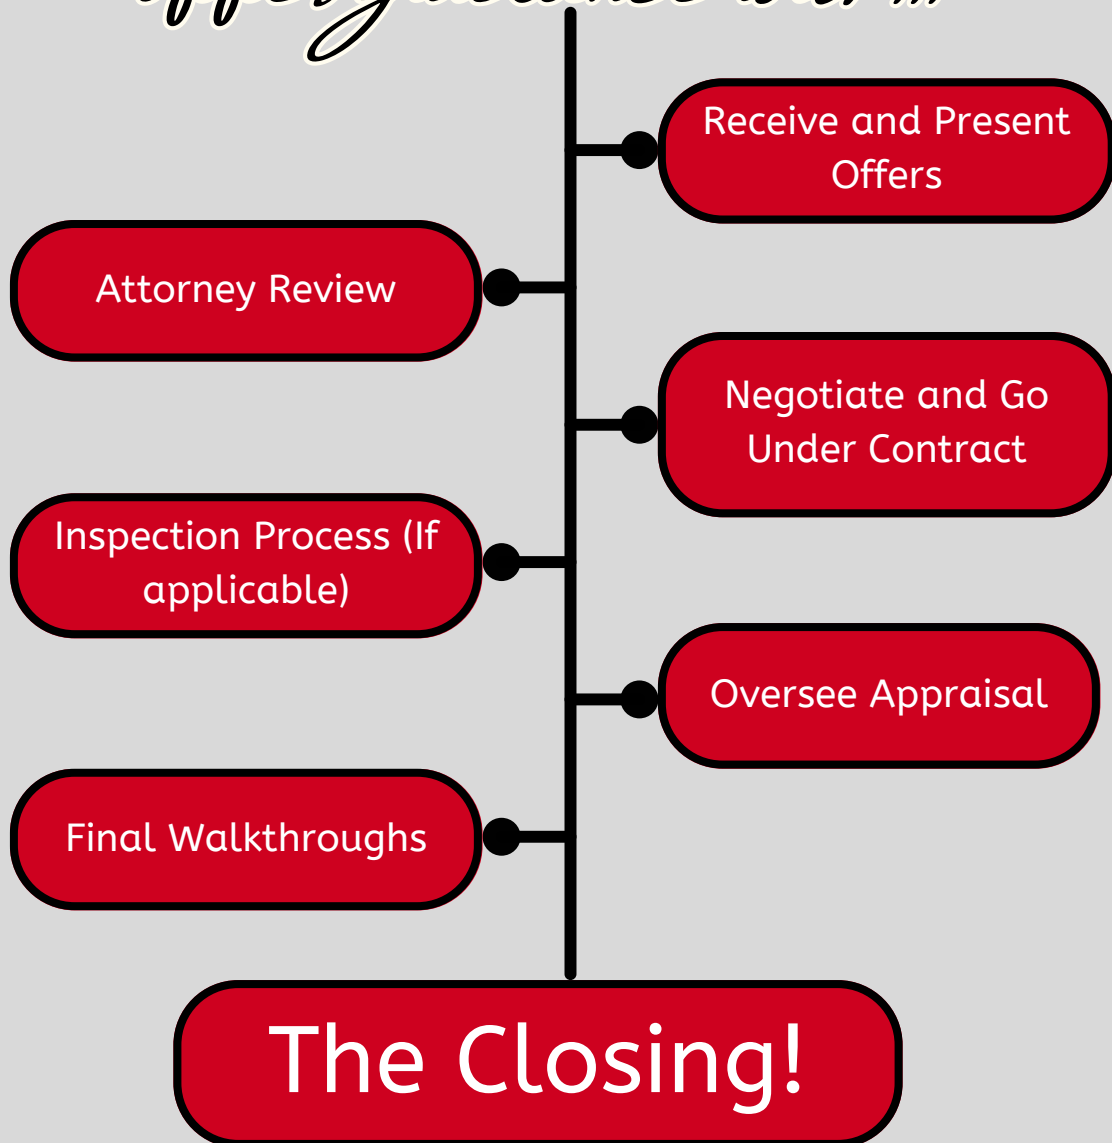 Receive and Present
Offers
Attorney Review
Negotiate and Go
Under Contract
Inspection Process (If
applicable)
Oversee Appraisal
Final Walkthroughs
The Closing!